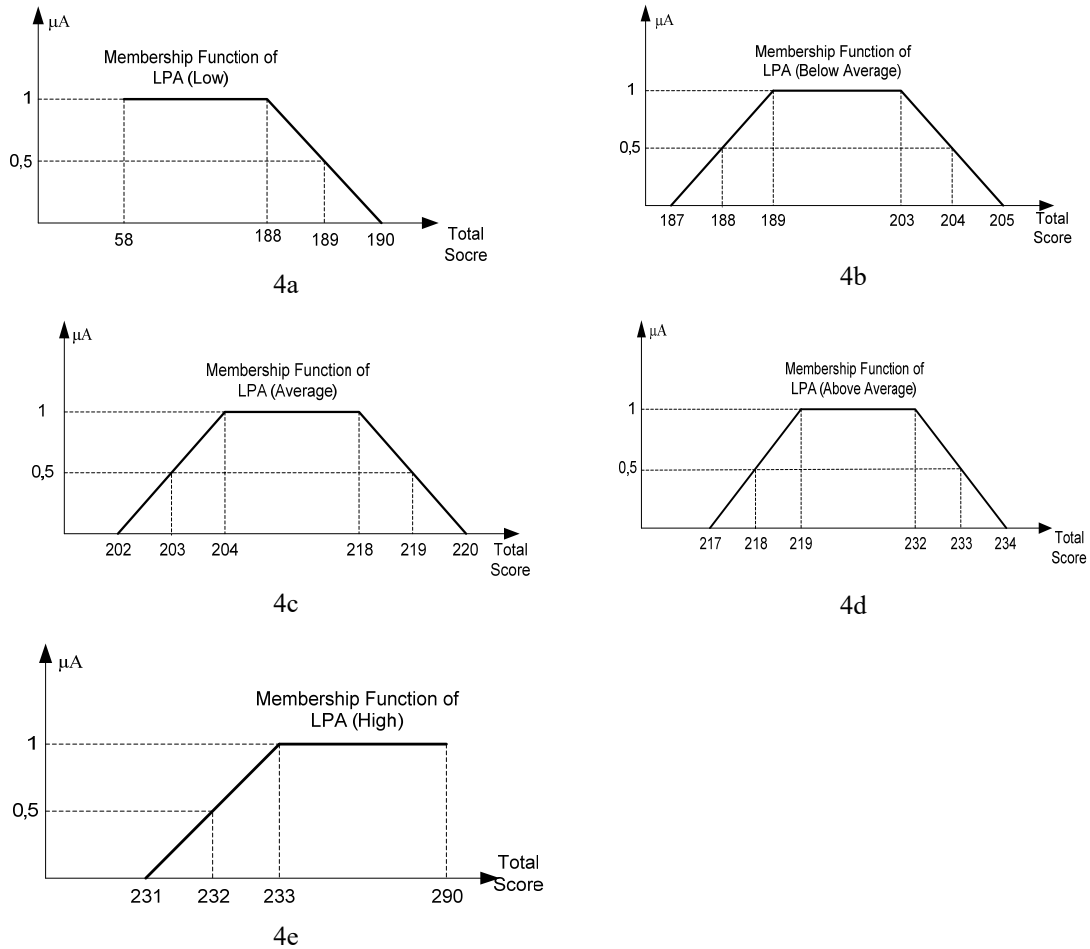 μA
Membership Function of
LPA (Low)
1
0,5
58
188
189
190
Total
Socre
4a
μA
Membership Function of
LPA (Below Average)
1
0,5
187
188
189
203
204
205
Total
Score
4b
μA
Membership Function of
LPA (Average)
1
0,5
202
203
204
218
219
220
Total
Score
4c
μA
Membership Function of
LPA (Above Average)
1
0,5
217
218
219
232
233
234
Total
Score
4d
μA
Membership Function of
LPA (High)
1
0,5
231
232
233
290
Total
Score
4e